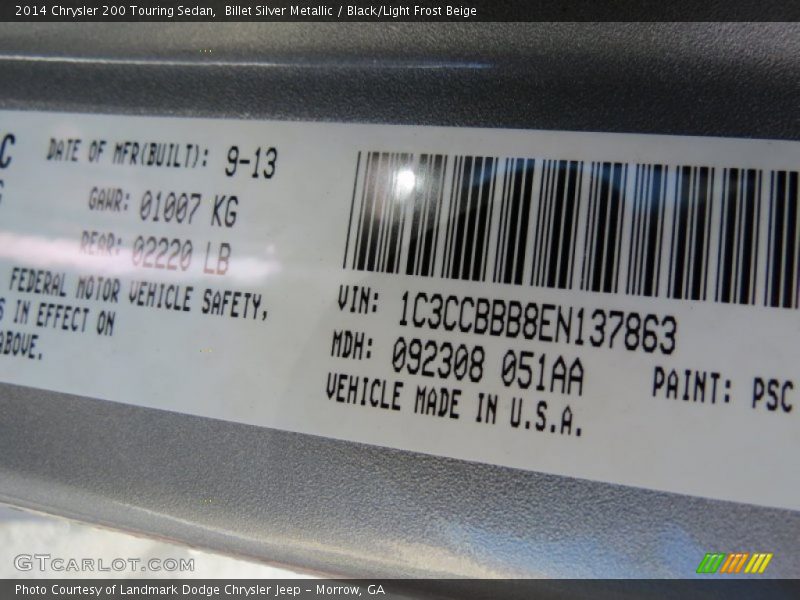 2014 Chrysler 200 Touring Sedan,  Billet Silver Metallic / Black/Light Frost Beige
C
DATE OF MFR(BUILT): 9-13
GAWR: 01007 KG
REAR: 02220 LB
FEDERAL MOTOR VEHICLE SAFETY,
S IN EFFECT ON
ABOVE.
VIN: 1C3CCBBB8EN137863
MDH: 092308 051AA
PAINT: PSC
VEHICLE MADE IN U.S.A.
GTCARLOT.COM
Photo Courtesy of Landmark Dodge Chrysler Jeep – Morrow, GA